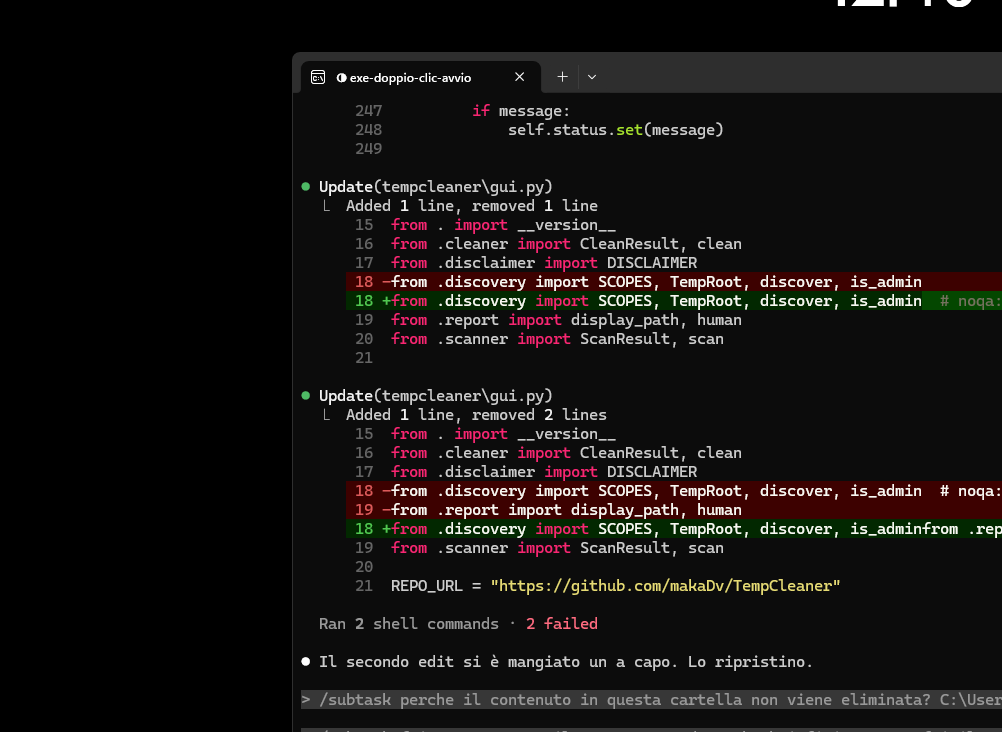 exe-doppio-clic-avvio
247 if message:
248 self.status.set(message)
249
● Update(tempcleaner\gui.py)
└ Added 1 line, removed 1 line
15 from . import __version__
16 from .cleaner import CleanResult, clean
17 from .disclaimer import DISCLAIMER
18 -from .discovery import SCOPES, TempRoot, discover, is_admin
18 +from .discovery import SCOPES, TempRoot, discover, is_admin # noqa:
19 from .report import display_path, human
20 from .scanner import ScanResult, scan
21
● Update(tempcleaner\gui.py)
└ Added 1 line, removed 2 lines
15 from . import __version__
16 from .cleaner import CleanResult, clean
17 from .disclaimer import DISCLAIMER
18 -from .discovery import SCOPES, TempRoot, discover, is_admin # noqa:
19 -from .report import display_path, human
18 +from .discovery import SCOPES, TempRoot, discover, is_adminfrom .rep
19 from .scanner import ScanResult, scan
20
21 REPO_URL = "https://github.com/makaDv/TempCleaner"
Ran 2 shell commands · 2 failed
● Il secondo edit si è mangiato un a capo. Lo ripristino.
> /subtask perche il contenuto in questa cartella non viene eliminata? C:\User